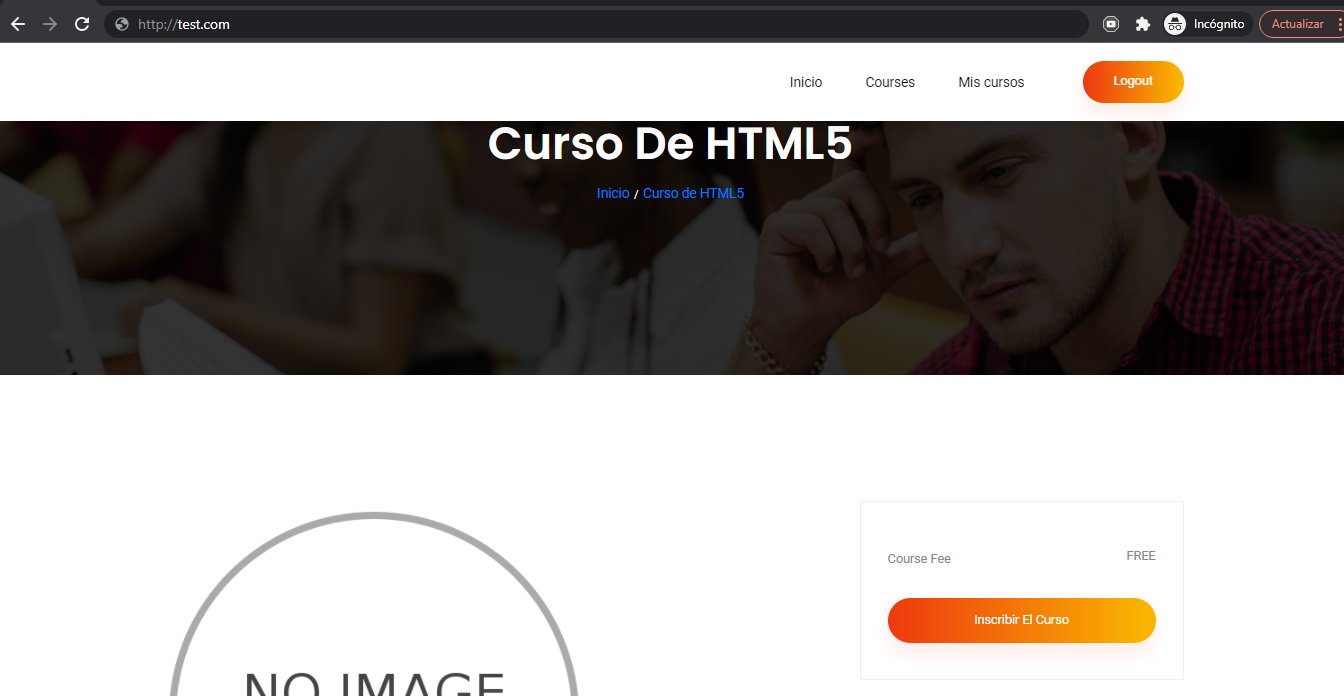 http://test.com
Incógnito
Actualizar
Inicio
Courses
Mis cursos
Logout
Curso De HTML5
Inicio / Curso de HTML5
Course Fee
FREE
Inscribir El Curso
NO IMAGE